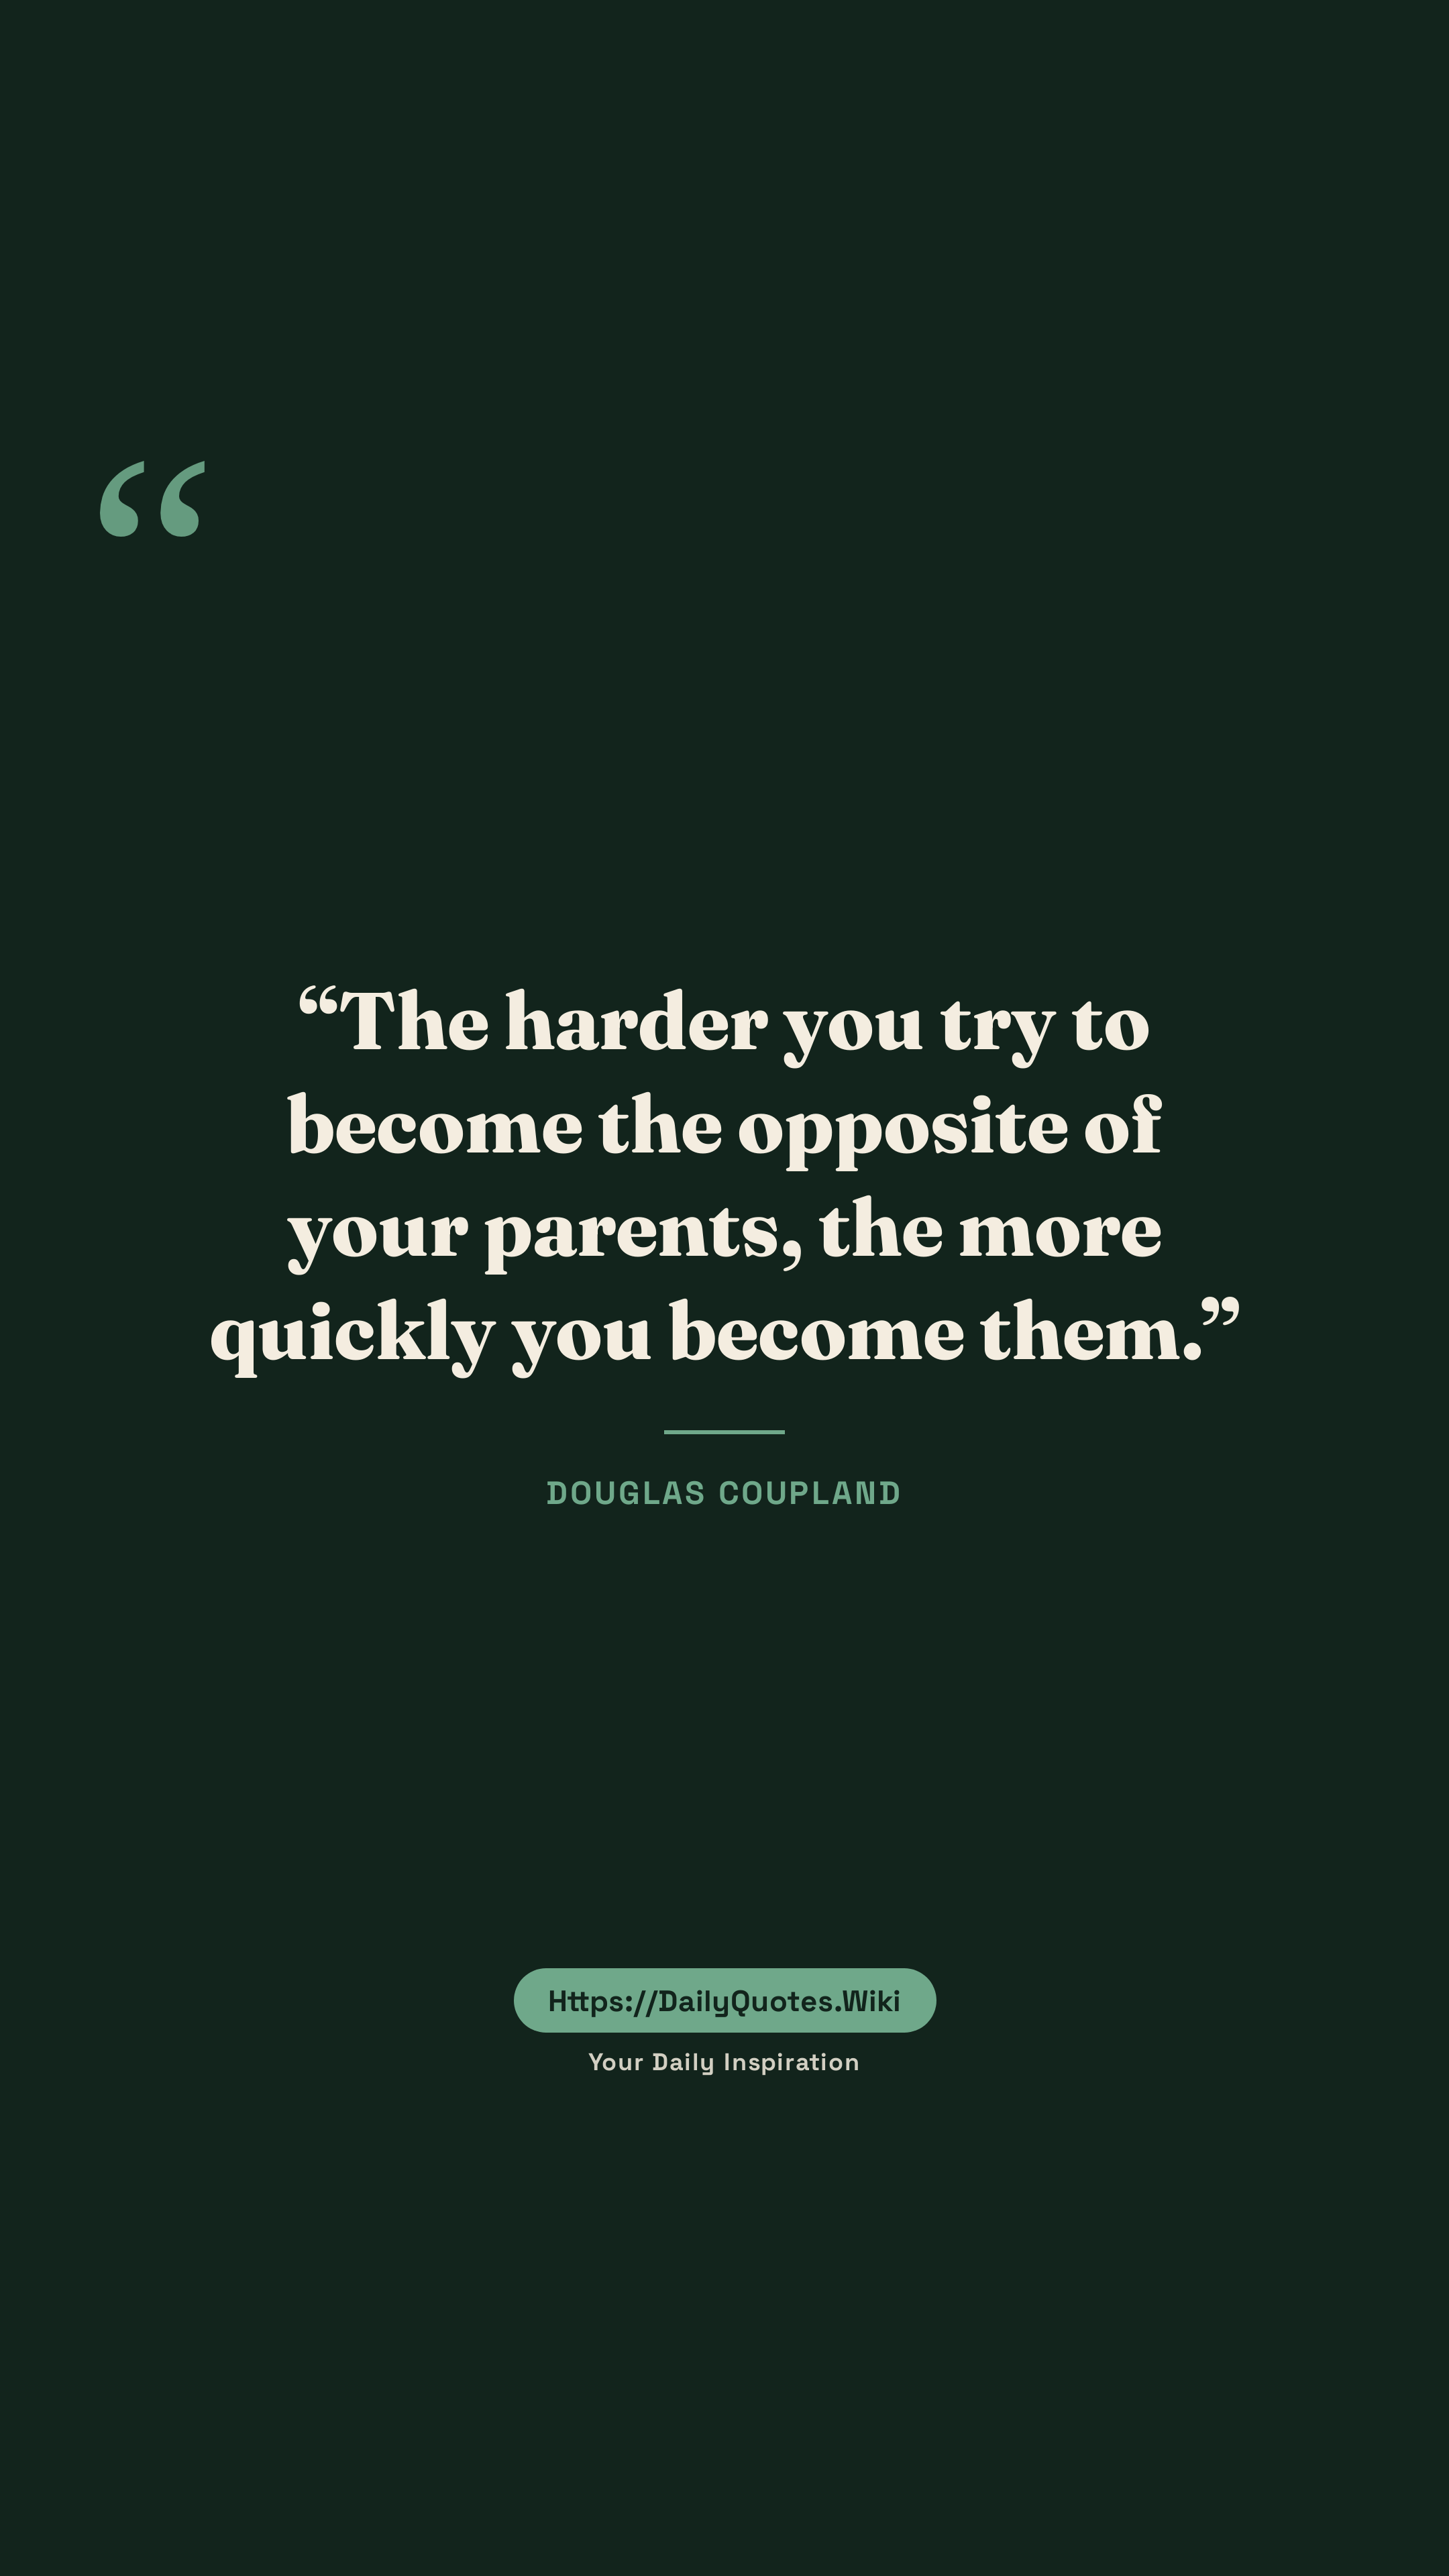 “
“The harder you try to
become the opposite of
your parents, the more
quickly you become them.”
DOUGLAS COUPLAND
Https://DailyQuotes.Wiki
Your Daily Inspiration